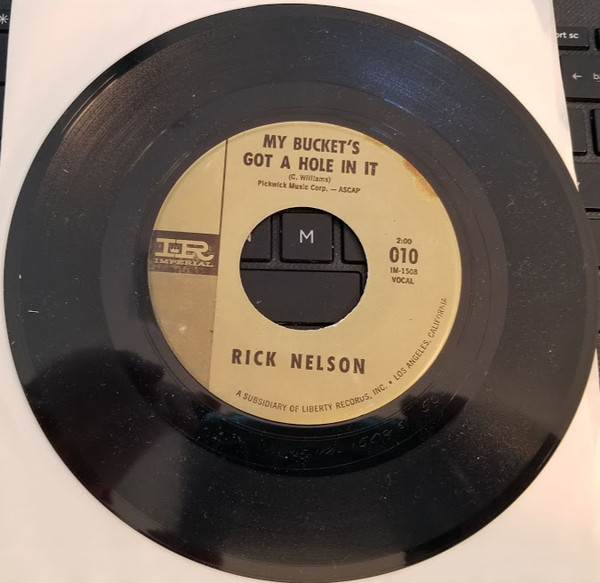 MY BUCKET'S
GOT A HOLE IN IT
(C. Williams)
Pickwick Music Corp. — ASCAP
IR
IMPERIAL
2:00
010
IM-1508
VOCAL
RICK NELSON
A SUBSIDIARY OF LIBERTY RECORDS, INC. • LOS ANGELES, CALIFORNIA
M